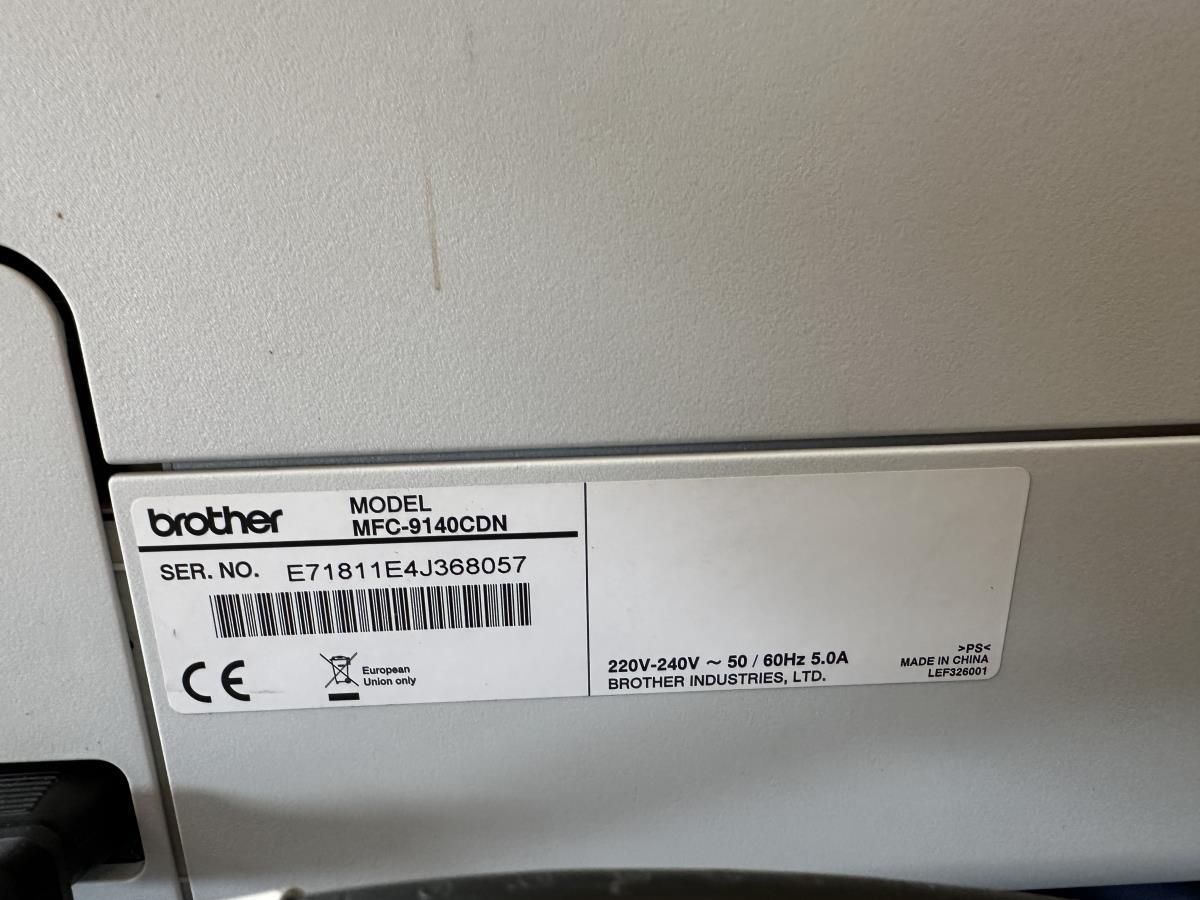 brother
MODEL
MFC-9140CDN
SER. NO. E71811E4J368057
CE
European
Union only
220V-240V ~ 50 / 60Hz 5.0A
BROTHER INDUSTRIES, LTD.
>PS<
MADE IN CHINA
LEF326001